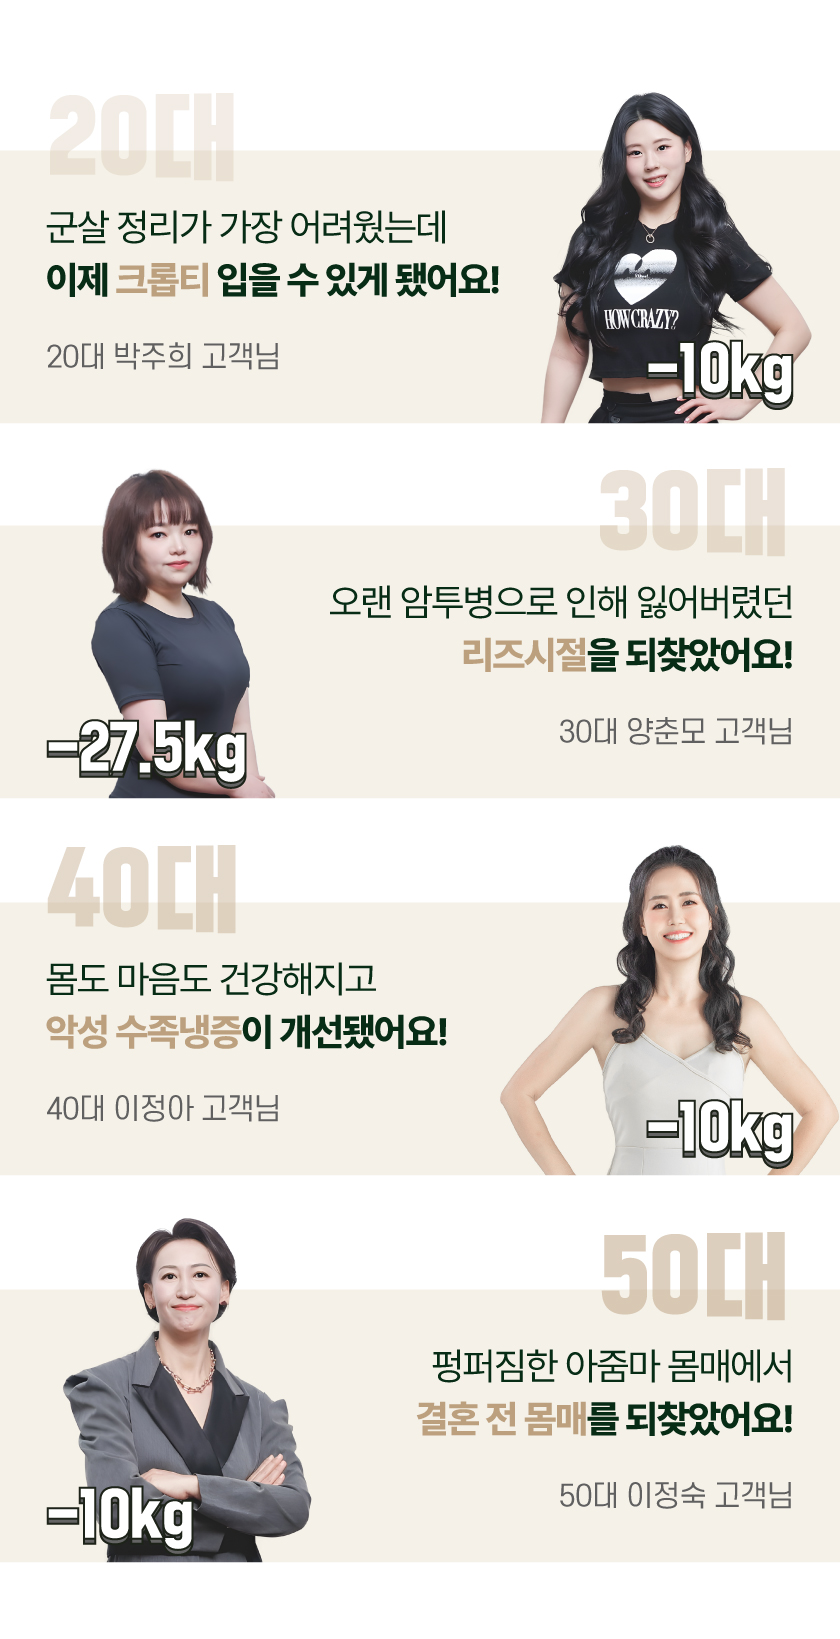 20대
군살 정리가 가장 어려웠는데
이제 크롭티 입을 수 있게 됐어요!
20대 박주희 고객님
HOW CRAZY?
-10kg
30대
오랜 암투병으로 인해 잃어버렸던
리즈시절을 되찾았어요!
30대 양춘모 고객님
-27.5kg
40대
몸도 마음도 건강해지고
악성 수족냉증이 개선됐어요!
40대 이정아 고객님
-10kg
50대
펑퍼짐한 아줌마 몸매에서
결혼 전 몸매를 되찾았어요!
50대 이정숙 고객님
-10kg